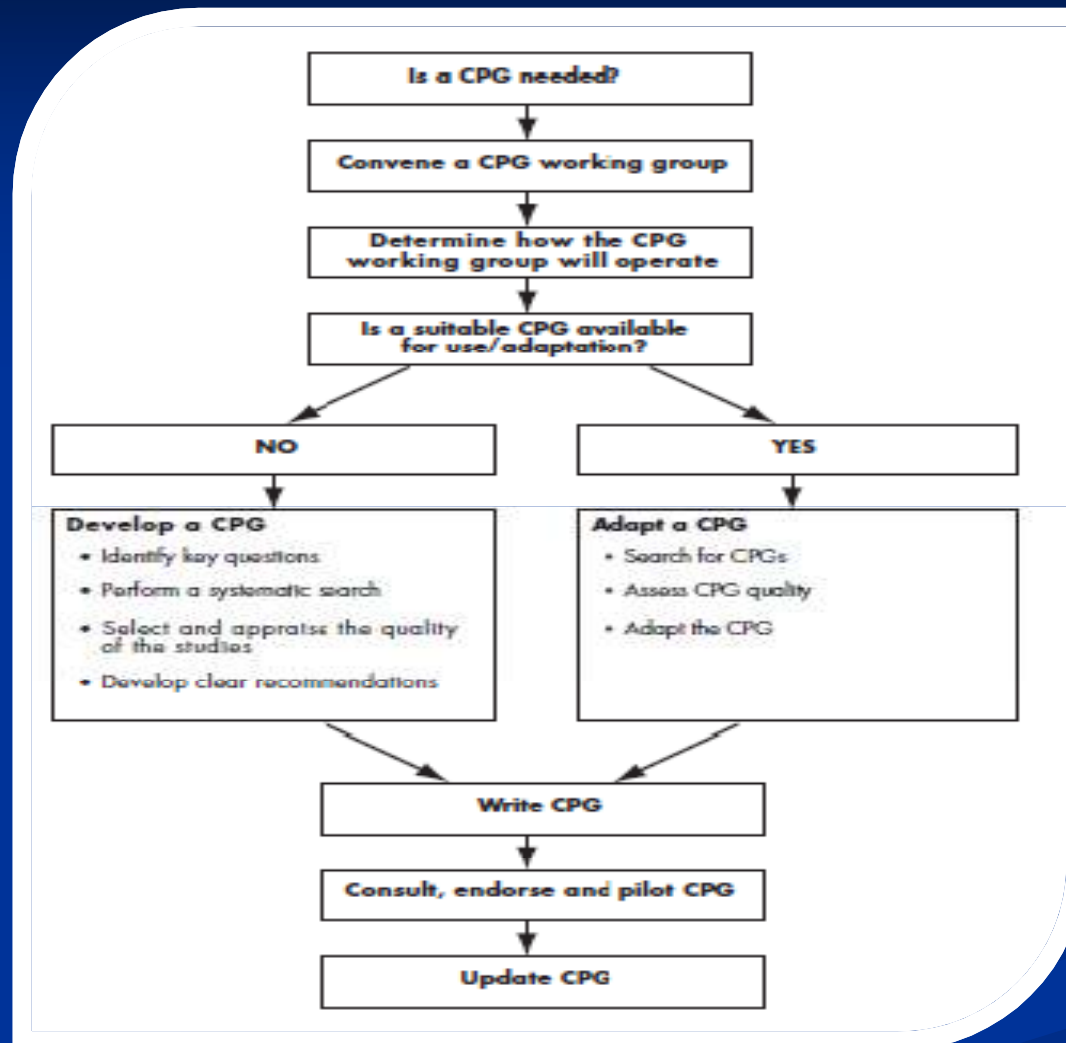 Is a CPG needed?
Convene a CPG working group
Determine how the CPG
working group will operate
Is a suitable CPG available
for use/adaptation?
NO
YES
Develop a CPG
• Identify key questions
• Perform a systematic search
• Select and appraise the quality
of the studies
• Develop clear recommendations
Adapt a CPG
• Search for CPGs
• Assess CPG quality
• Adapt the CPG
Write CPG
Consult, endorse and pilot CPG
Update CPG